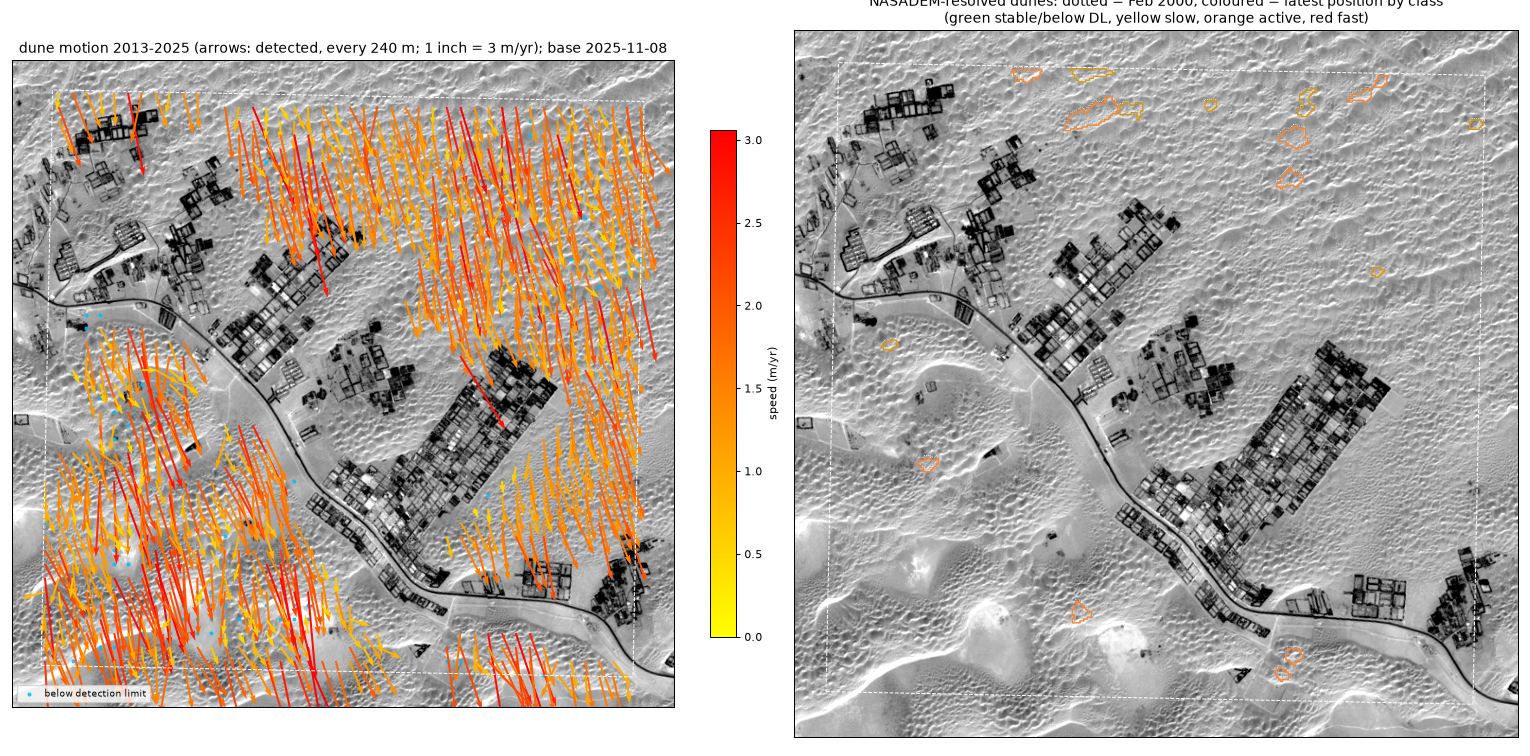 dune motion 2013-2025 (arrows: detected, every 240 m; 1 inch = 3 m/yr); base 2025-11-08
below detection limit
3.0
2.5
2.0
1.5
1.0
0.5
0.0
speed (m/yr)
NASADEM-resolved dunes: dotted = Feb 2000, coloured = latest position by class
(green stable/below DL, yellow slow, orange active, red fast)